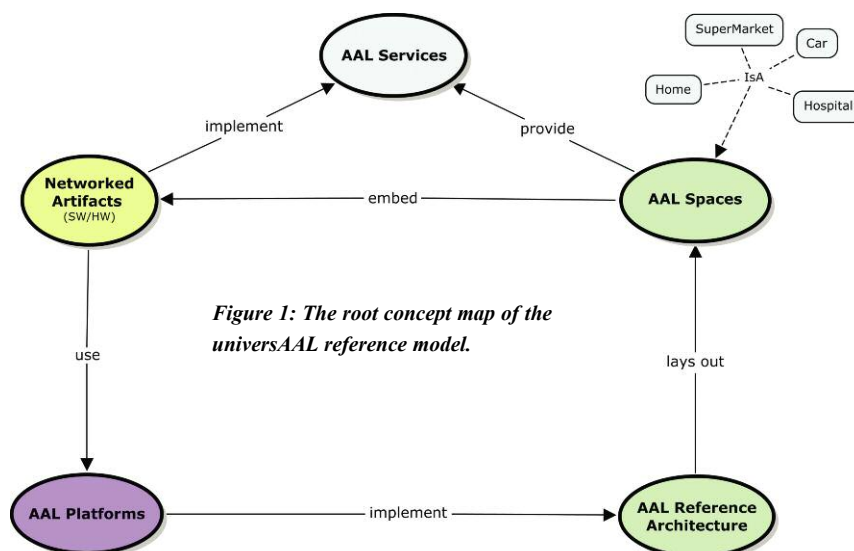 SuperMarket
AAL Services
Car
IsA
Home
Hospital
implement
provide
Networked
Artifacts
(SW/HW)
embed
AAL Spaces
Figure 1: The root concept map of the
universAAL reference model.
use
lays out
AAL Platforms
implement
AAL Reference
Architecture